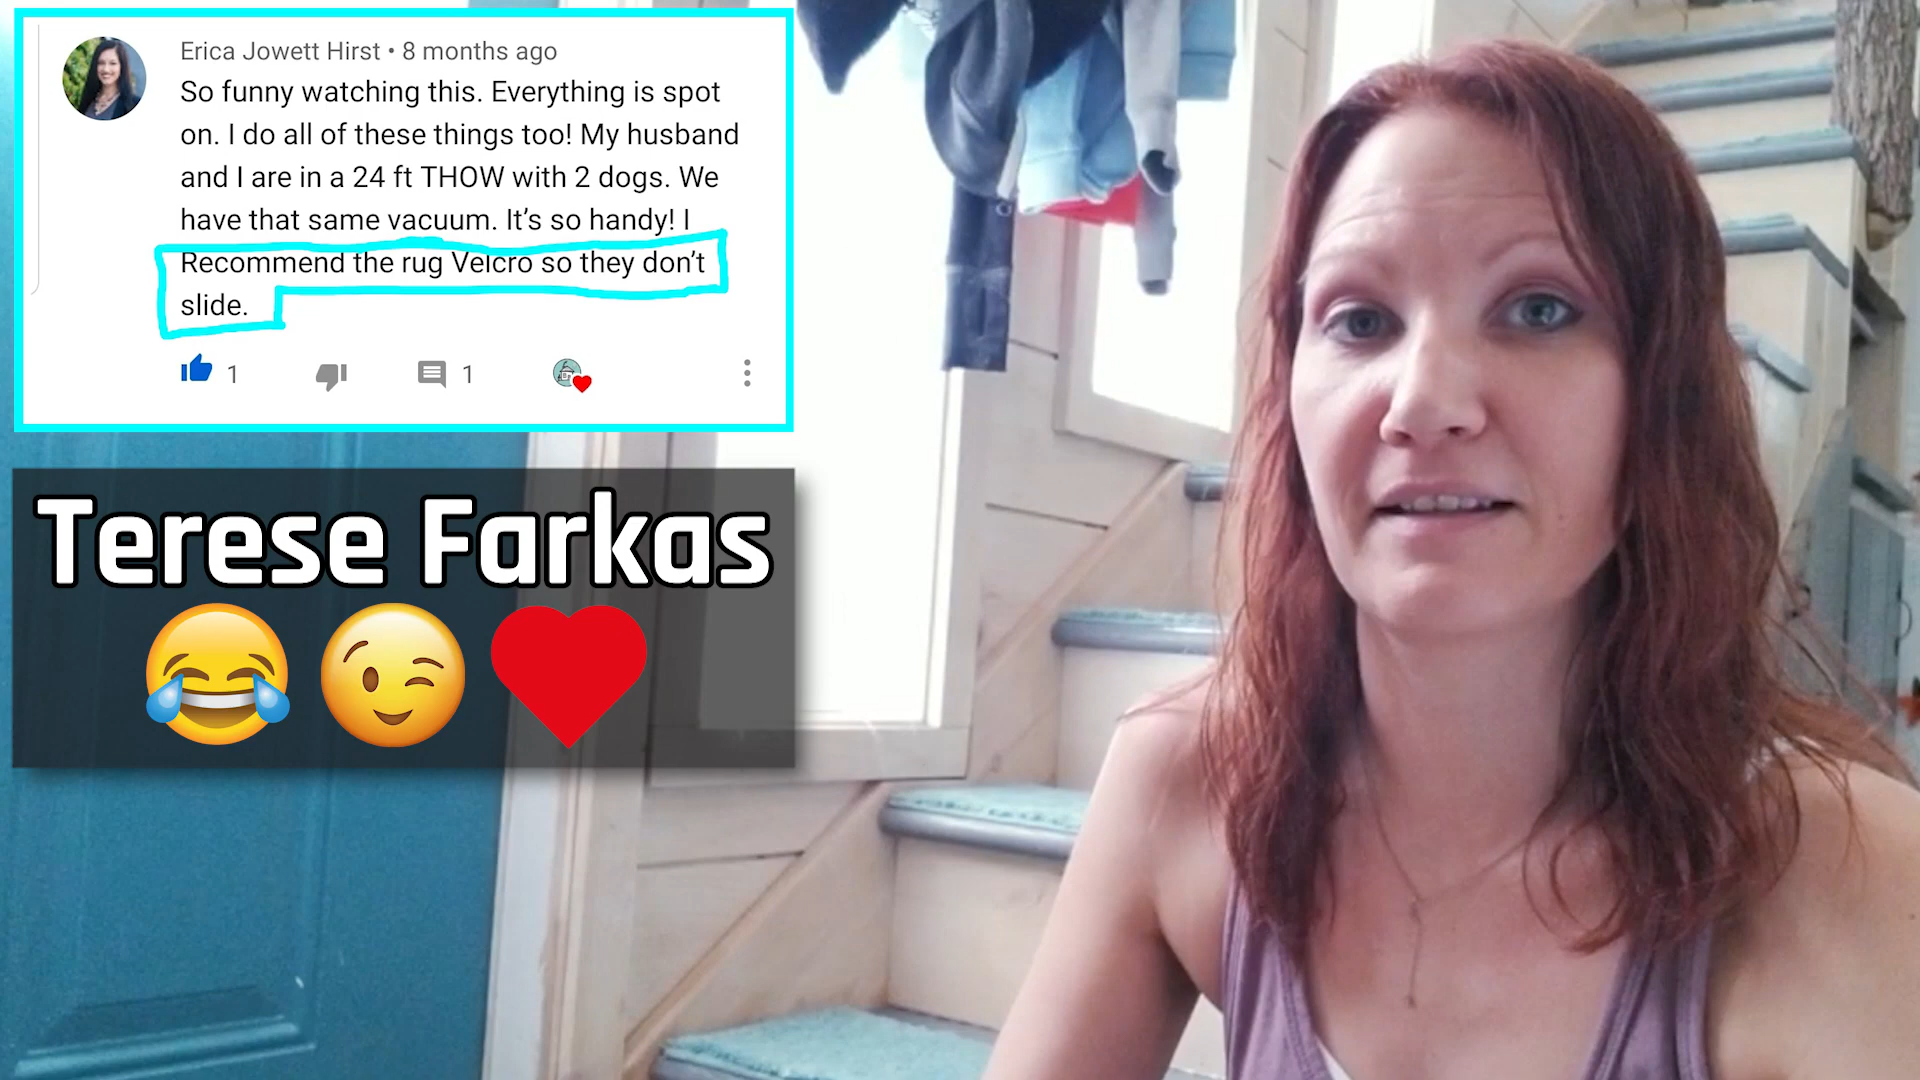 Erica Jowett Hirst • 8 months ago
So funny watching this. Everything is spot
on. I do all of these things too! My husband
and I are in a 24 ft THOW with 2 dogs. We
have that same vacuum. It's so handy! I
Recommend the rug Velcro so they don't
slide.
1
1
Terese Farkas
😂😉❤